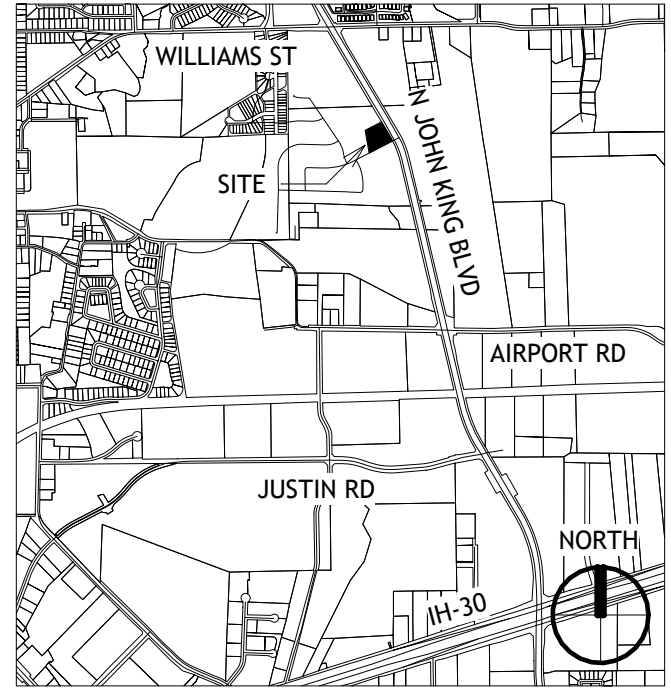 WILLIAMS ST
N JOHN KING BLVD
SITE
AIRPORT RD
JUSTIN RD
NORTH
IH-30